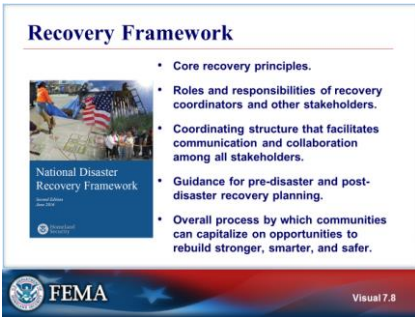 Recovery Framework
• Core recovery principles.
• Roles and responsibilities of recovery
coordinators and other stakeholders.
• Coordinating structure that facilitates
communication and collaboration
among all stakeholders.
• Guidance for pre-disaster and post-
disaster recovery planning.
• Overall process by which communities
can capitalize on opportunities to
rebuild stronger, smarter, and safer.
National Disaster
Recovery Framework
Second Edition
June 2016
Homeland
Security
FEMA
Visual 7.8